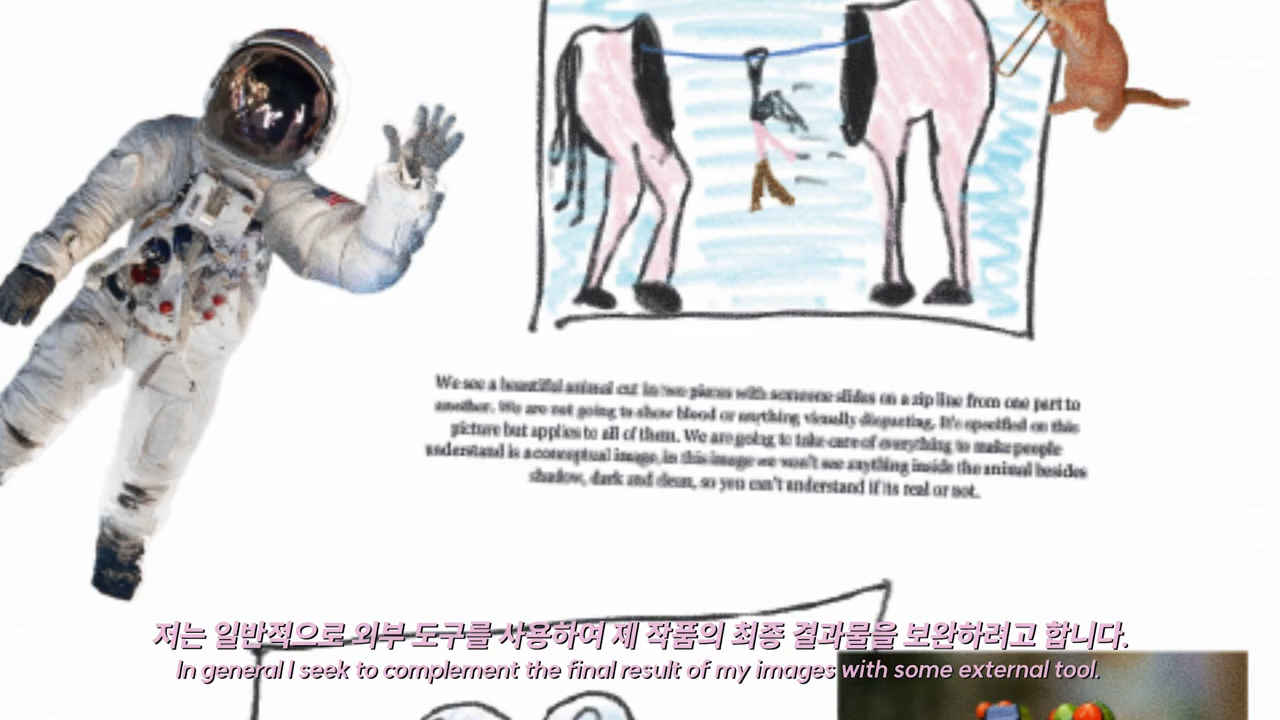 We see a beautiful animal cut in two pieces with someone slides on a zip line from one part to
another. We are not going to show blood or anything visually disgusting. It's specified on this
picture but applies to all of them. We are going to take care of everything to make people
understand is a conceptual image, in this image we won't see anything inside the animal besides
shadow, dark and clean, so you can't understand if its real or not.
저는 일반적으로 외부 도구를 사용하여 제 작품의 최종 결과물을 보완하려고 합니다.
In general I seek to complement the final result of my images with some external tool.